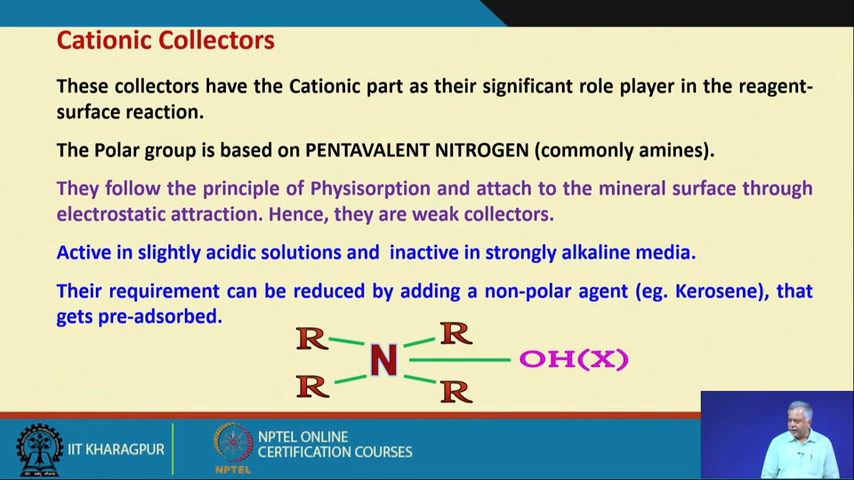 Cationic Collectors
These collectors have the Cationic part as their significant role player in the reagent-
surface reaction.
The Polar group is based on PENTAVALENT NITROGEN (commonly amines).
They follow the principle of Physisorption and attach to the mineral surface through
electrostatic attraction. Hence, they are weak collectors.
Active in slightly acidic solutions and inactive in strongly alkaline media.
Their requirement can be reduced by adding a non-polar agent (eg. Kerosene), that
gets pre-adsorbed.
R R
N OH(X)
R R
IIT KHARAGPUR
NPTEL
NPTEL ONLINE
CERTIFICATION COURSES